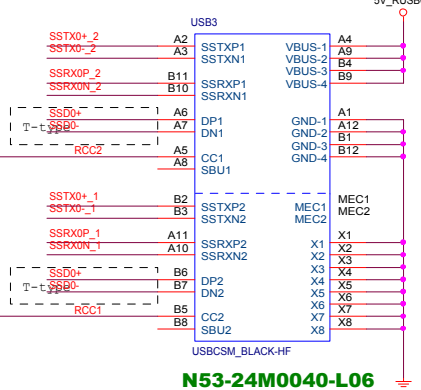 5V_RUSB
USB3
SSTX0+_2 A2 SSTXP1 VBUS-1 A4
SSTX0-_2 A3 SSTXN1 VBUS-2 A9
VBUS-3 B4
SSRX0P_2 B11 SSRXP1 VBUS-4 B9
SSRX0N_2 B10 SSRXN1
SSD0+ A6 DP1 GND-1 A1
T-type SSD0- A7 DN1 GND-2 A12
GND-3 B1
RCC2 A5 CC1 GND-4 B12
A8 SBU1
SSTX0+_1 B2 SSTXP2 MEC1 MEC1
SSTX0-_1 B3 SSTXN2 MEC2 MEC2
SSRX0P_1 A11 SSRXP2 X1 X1
SSRX0N_1 A10 SSRXN2 X2 X2
X3 X3
SSD0+ B6 DP2 X4 X4
T-type SSD0- B7 DN2 X5 X5
X6 X6
RCC1 B5 CC2 X7 X7
B8 SBU2 X8 X8
USBCSM_BLACK-HF
N53-24M0040-L06